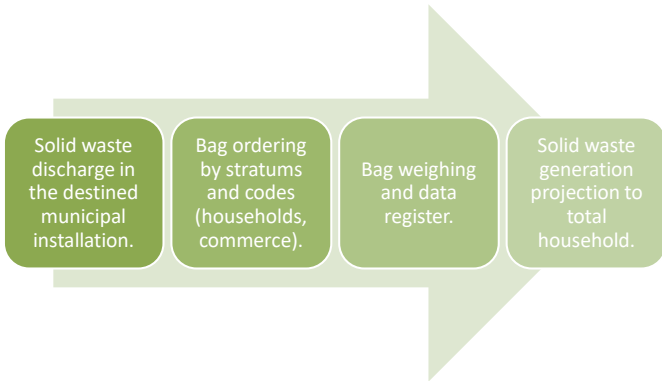 Solid waste
discharge in
the destined
municipal
installation.
Bag ordering
by stratums
and codes
(households,
commerce).
Bag weighing
and data
register.
Solid waste
generation
projection to
total
household.